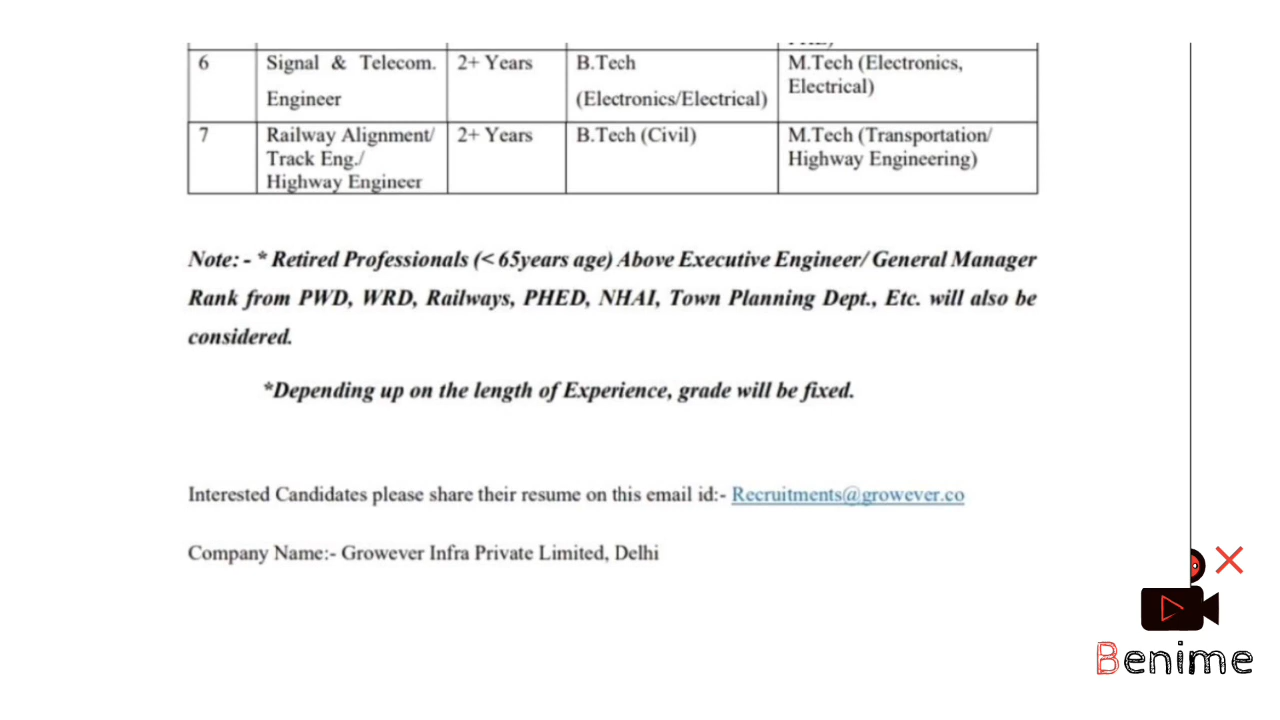 6 Signal & Telecom. 2+ Years B.Tech M.Tech (Electronics,
Engineer (Electronics/Electrical) Electrical)
7 Railway Alignment/ 2+ Years B.Tech (Civil) M.Tech (Transportation/
Track Eng./ Highway Engineering)
Highway Engineer
Note: - * Retired Professionals (< 65years age) Above Executive Engineer/ General Manager
Rank from PWD, WRD, Railways, PHED, NHAI, Town Planning Dept., Etc. will also be
considered.
*Depending up on the length of Experience, grade will be fixed.
Interested Candidates please share their resume on this email id:- Recruitments@growever.co
Company Name:- Growever Infra Private Limited, Delhi
Benime